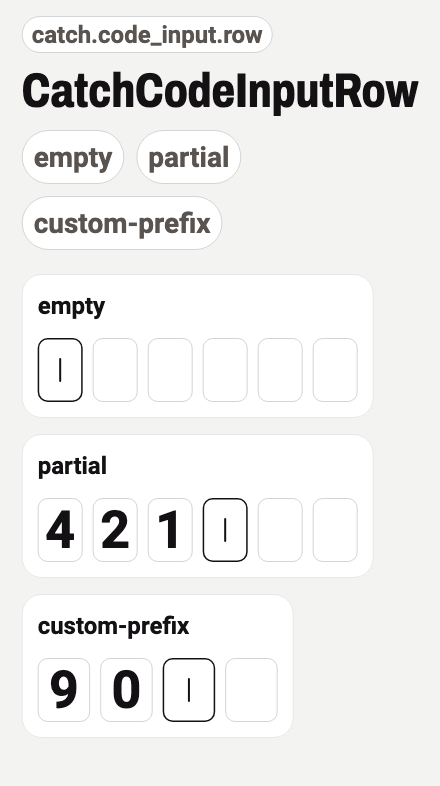 catch.code_input.row
CatchCodeInputRow
empty partial
custom-prefix
empty
partial
4 2 1
custom-prefix
9 0